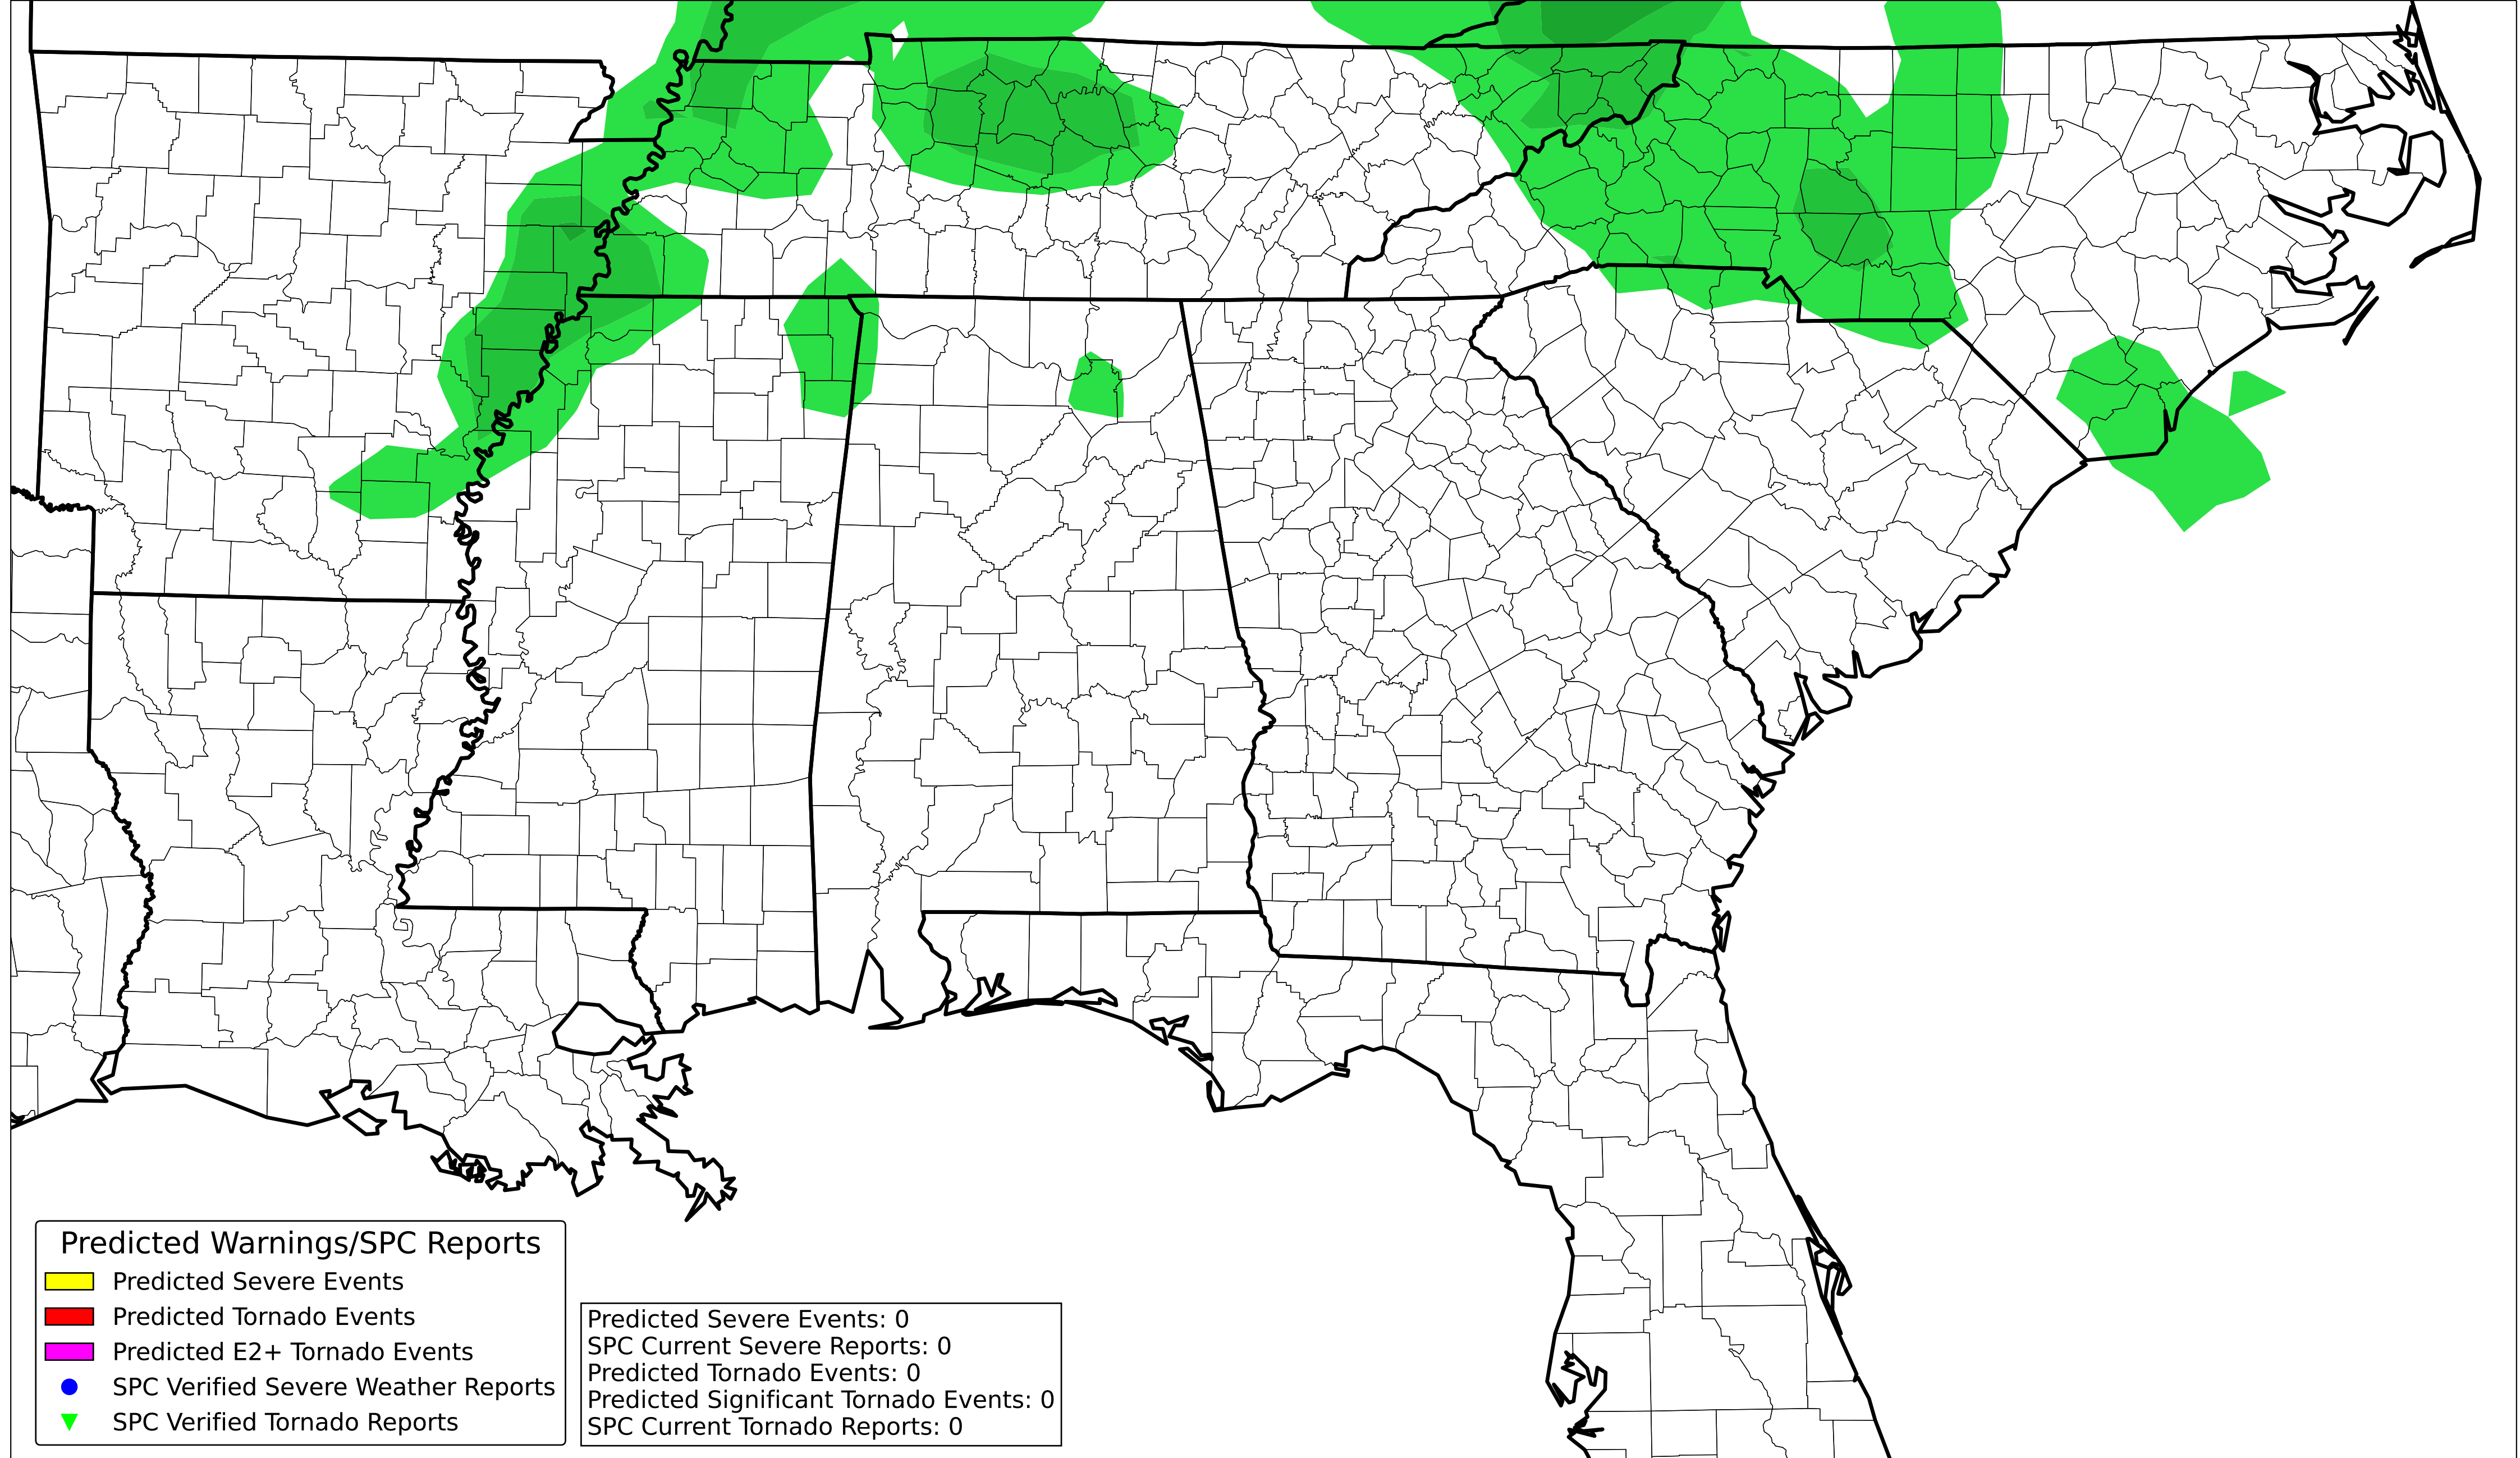 Predicted Warnings/SPC Reports
Predicted Severe Events
Predicted Tornado Events
Predicted E2+ Tornado Events
SPC Verified Severe Weather Reports
SPC Verified Tornado Reports
Predicted Severe Events: 0
SPC Current Severe Reports: 0
Predicted Tornado Events: 0
Predicted Significant Tornado Events: 0
SPC Current Tornado Reports: 0